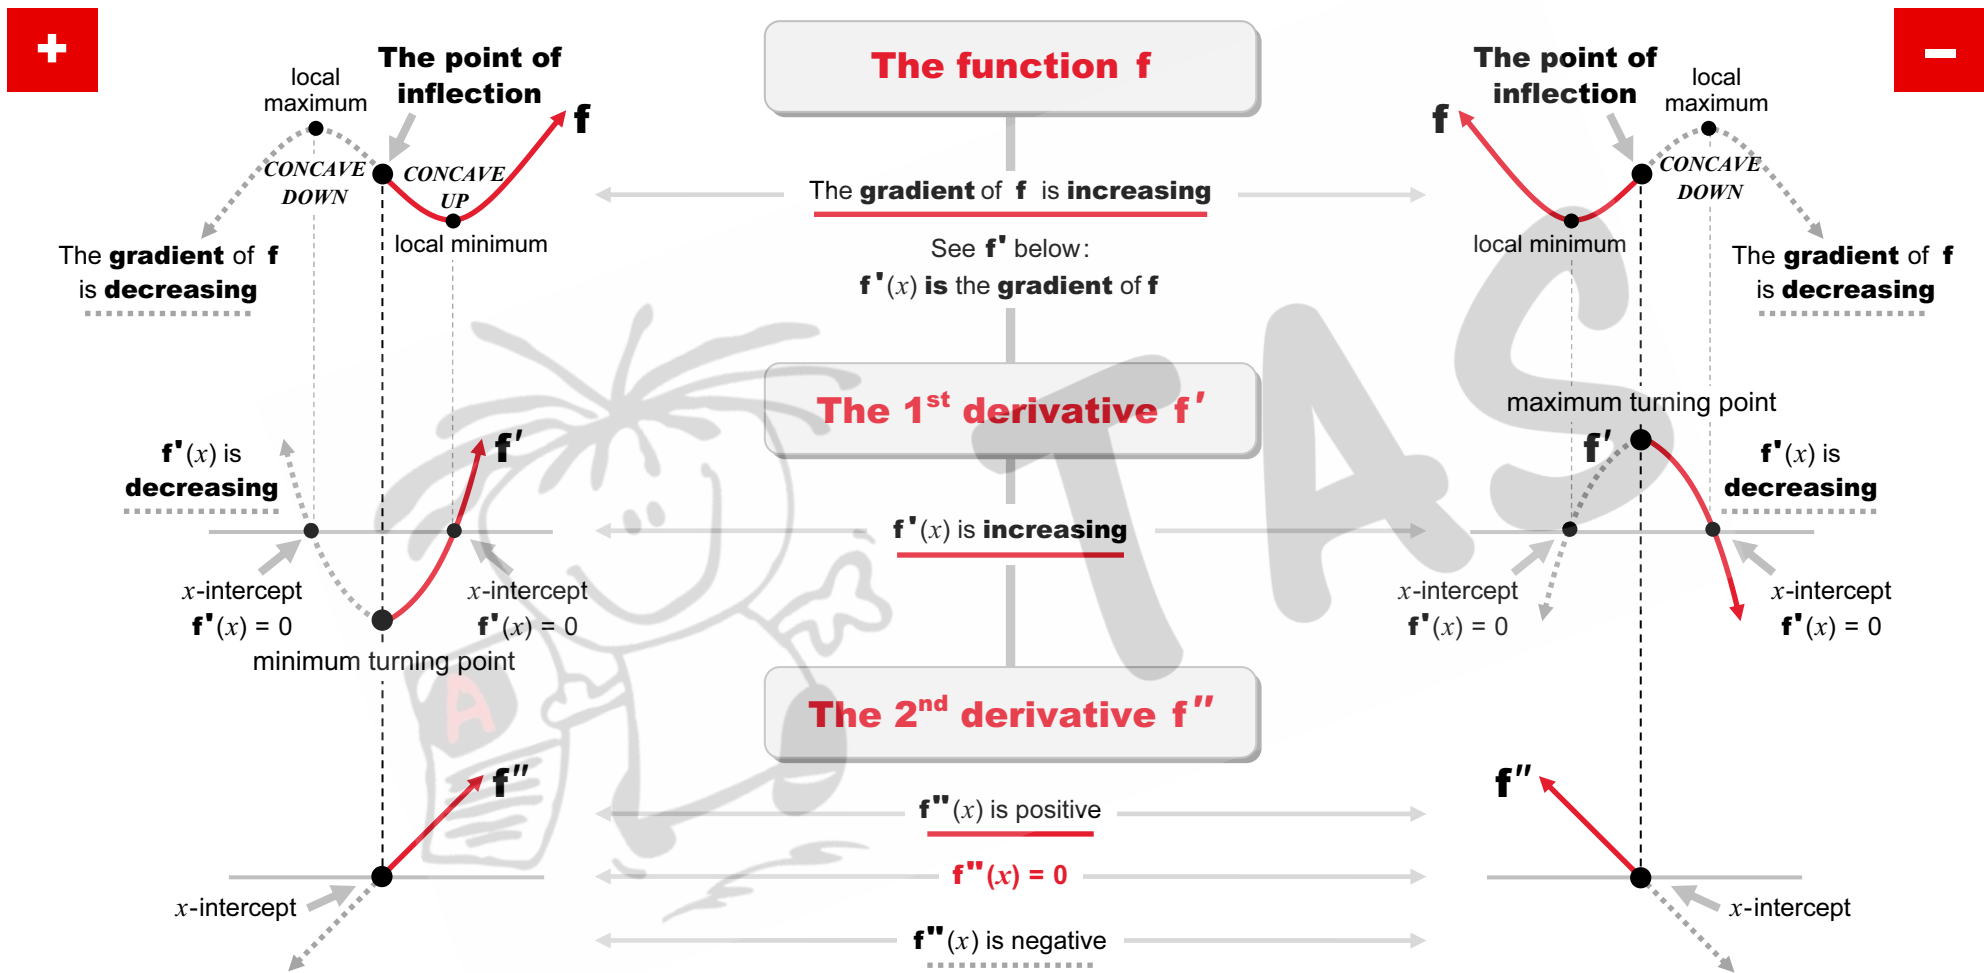 +
The function f
−
The point of
inflection
local
maximum
f
CONCAVE
DOWN
CONCAVE
UP
local minimum
The gradient of f
is decreasing
The gradient of f is increasing
See f' below:
f'(x) is the gradient of f
The point of
inflection
local
maximum
f
CONCAVE
DOWN
local minimum
The gradient of f
is decreasing
The 1st derivative f'
f'(x) is
decreasing
f'
x-intercept
f'(x) = 0
x-intercept
f'(x) = 0
minimum turning point
f'(x) is increasing
maximum turning point
f'
f'(x) is
decreasing
x-intercept
f'(x) = 0
x-intercept
f'(x) = 0
The 2nd derivative f''
f''
x-intercept
f''(x) is positive
f''(x) = 0
f''(x) is negative
f''
x-intercept
TAS
A